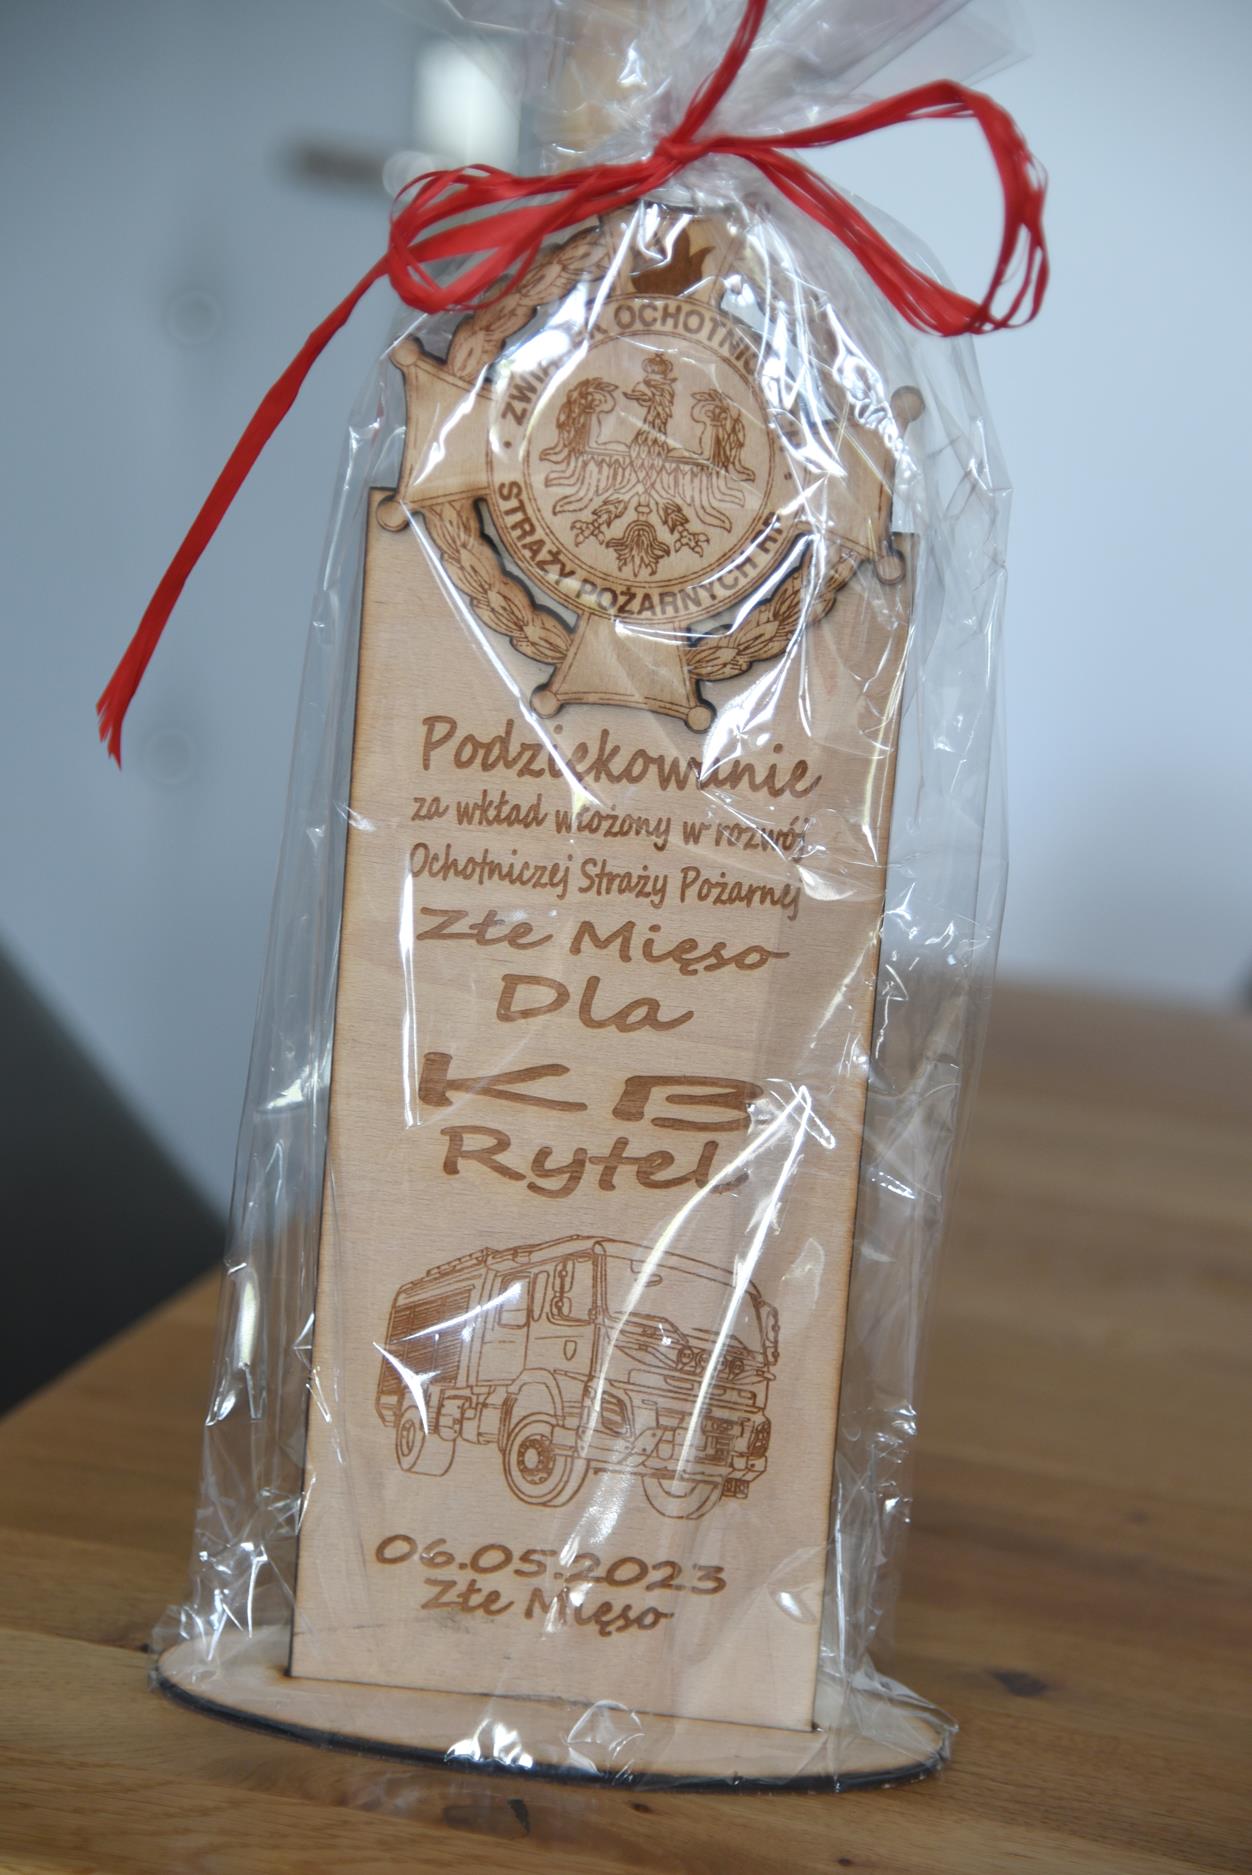 ZWIĄZEK OCHOTNICZYCH
STRAŻY POŻARNYCH RP
Podziękowanie
za wkład włożony w rozwój
Ochotniczej Straży Pożarnej
Złe Mięso
Dla
KB
Rytel
06.05.2023
Złe Mięso